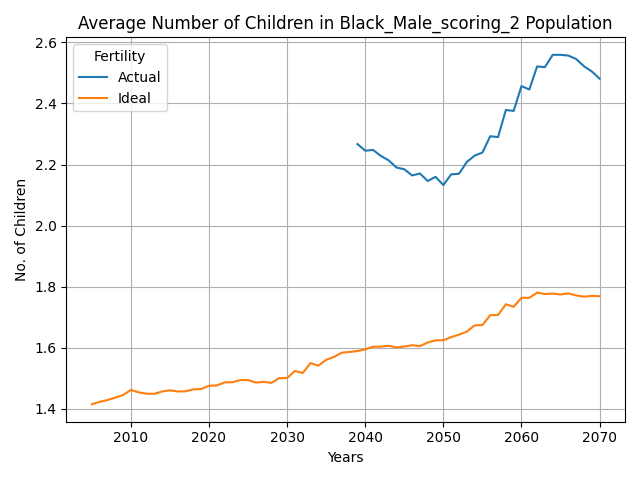 Average Number of Children in Black_Male_scoring_2 Population
Fertility
Actual
Ideal
No. of Children
2.6
2.4
2.2
2.0
1.8
1.6
1.4
2010 2020 2030 2040 2050 2060 2070
Years